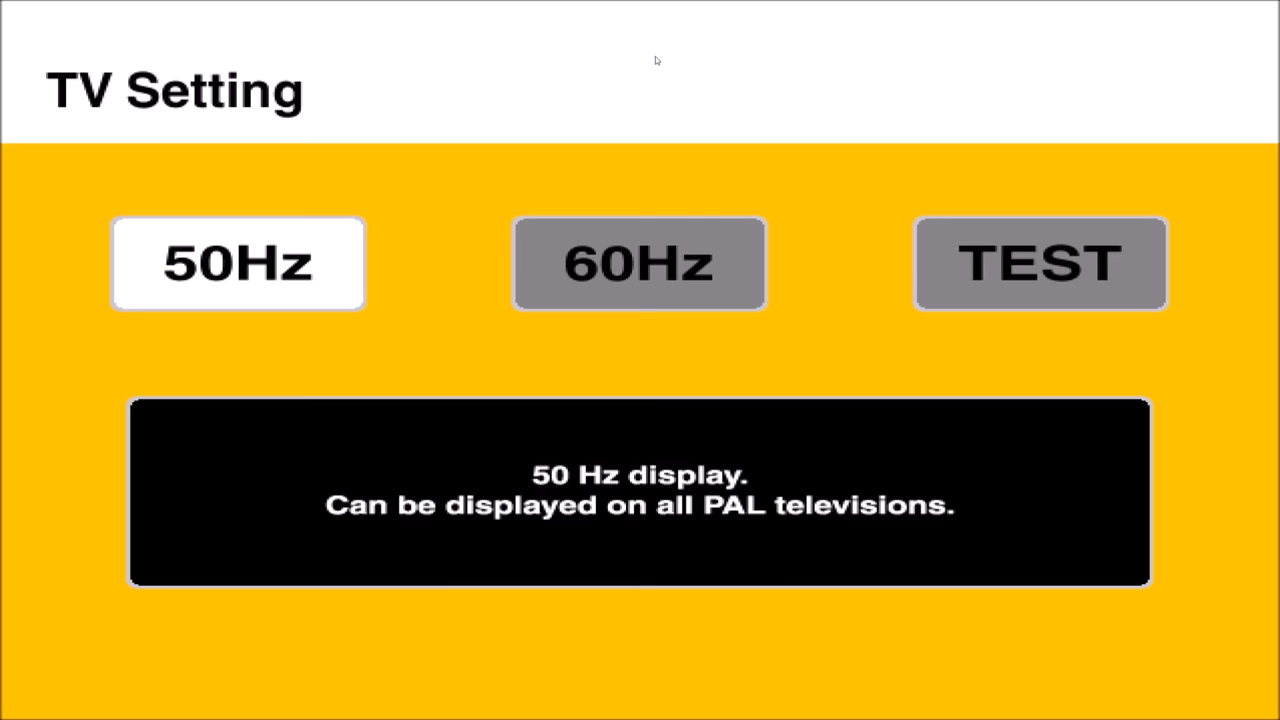 TV Setting
50Hz
60Hz
TEST
50 Hz display.
Can be displayed on all PAL televisions.